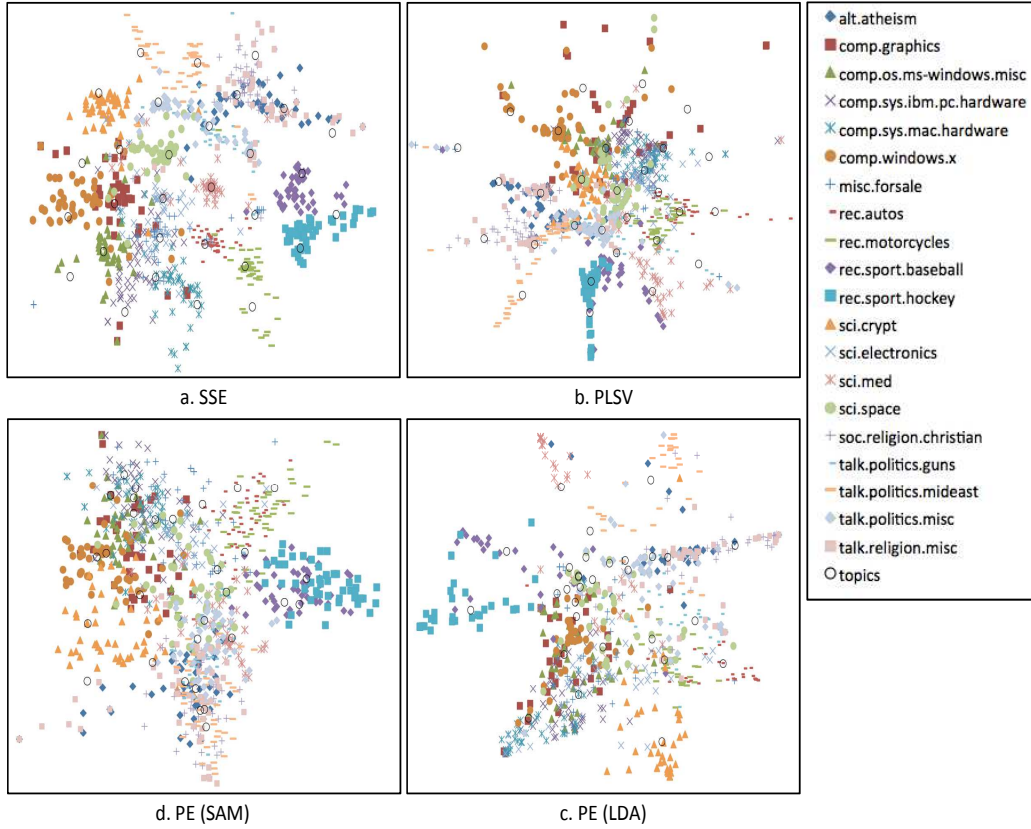 alt.atheism
comp.graphics
comp.os.ms-windows.misc
comp.sys.ibm.pc.hardware
comp.sys.mac.hardware
comp.windows.x
misc.forsale
rec.autos
rec.motorcycles
rec.sport.baseball
rec.sport.hockey
sci.crypt
sci.electronics
sci.med
sci.space
soc.religion.christian
talk.politics.guns
talk.politics.mideast
talk.politics.misc
talk.religion.misc
topics
a. SSE
b. PLSV
d. PE (SAM)
c. PE (LDA)